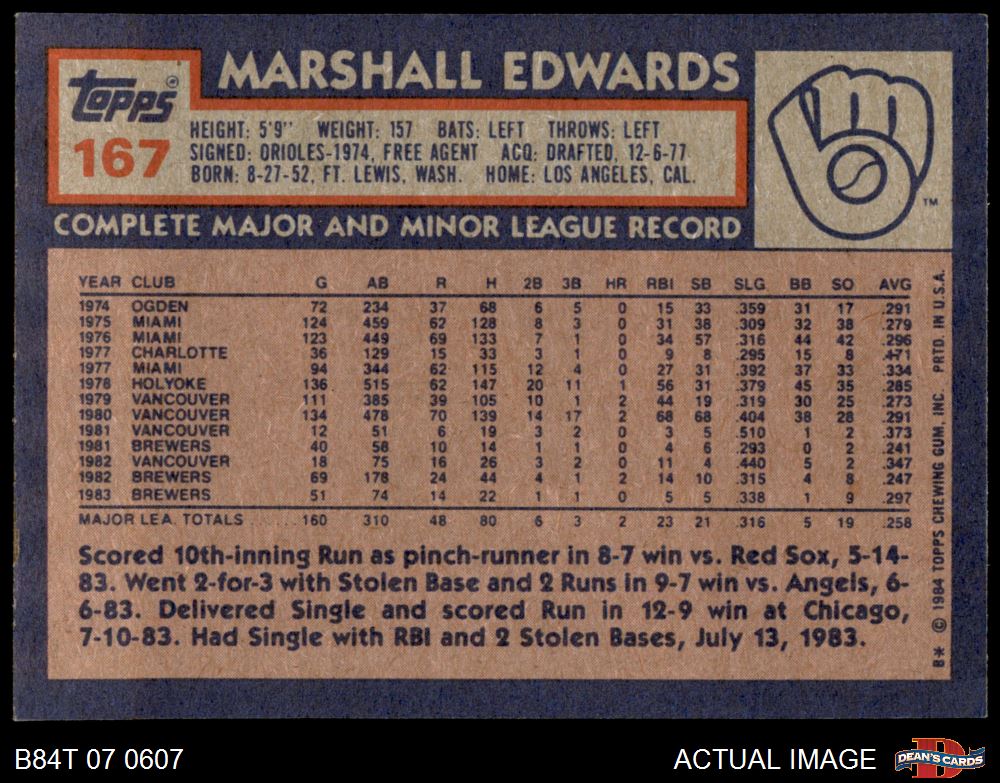 MARSHALL EDWARDS
Topps ®
167
HEIGHT: 5'9" WEIGHT: 157 BATS: LEFT THROWS: LEFT
SIGNED: ORIOLES-1974, FREE AGENT ACQ: DRAFTED, 12-6-77
BORN: 8-27-52, FT. LEWIS, WASH. HOME: LOS ANGELES, CAL.
TM
COMPLETE MAJOR AND MINOR LEAGUE RECORD
YEAR CLUB G AB R H 2B 3B HR RBI SB SLG BB SO AVG
1974 OGDEN 72 234 37 68 6 5 0 15 33 .359 31 17 .291
1975 MIAMI 124 459 62 128 8 3 0 31 38 .309 32 38 .279
1976 MIAMI 123 449 69 133 7 1 0 34 57 .316 44 42 .296
1977 CHARLOTTE 36 129 15 33 3 1 0 9 8 .295 15 8 .471
1977 MIAMI 94 344 62 115 12 4 0 27 31 .392 37 33 .334
1978 HOLYOKE 136 515 62 147 20 11 1 56 31 .379 45 35 .285
1979 VANCOUVER 111 385 39 105 10 1 2 44 19 .319 30 25 .273
1980 VANCOUVER 134 478 70 139 14 17 2 68 68 .404 38 28 .291
1981 VANCOUVER 12 51 6 19 3 2 0 3 5 .510 1 2 .373
1981 BREWERS 40 58 10 14 1 1 0 4 6 .293 0 2 .241
1982 VANCOUVER 18 75 16 26 3 2 0 11 4 .440 5 2 .347
1982 BREWERS 69 178 24 44 4 1 2 14 10 .315 4 8 .247
1983 BREWERS 51 74 14 22 1 1 0 5 5 .338 1 9 .297
MAJOR LEA. TOTALS ...... 160 310 48 80 6 3 2 23 21 .316 5 19 .258
Scored 10th-inning Run as pinch-runner in 8-7 win vs. Red Sox, 5-14-
83. Went 2-for-3 with Stolen Base and 2 Runs in 9-7 win vs. Angels, 6-
6-83. Delivered Single and scored Run in 12-9 win at Chicago,
7-10-83. Had Single with RBI and 2 Stolen Bases, July 13, 1983.
B* © 1984 TOPPS CHEWING GUM, INC. PRTD. IN U.S.A.
B84T 07 0607
ACTUAL IMAGE
D
DEAN'S CARDS